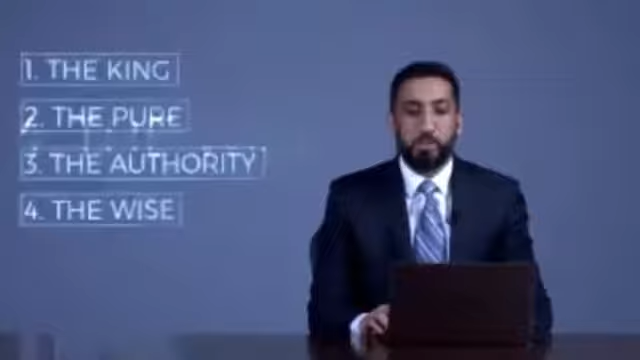 1. THE KING
2. THE PURE
3. THE AUTHORITY
4. THE WISE